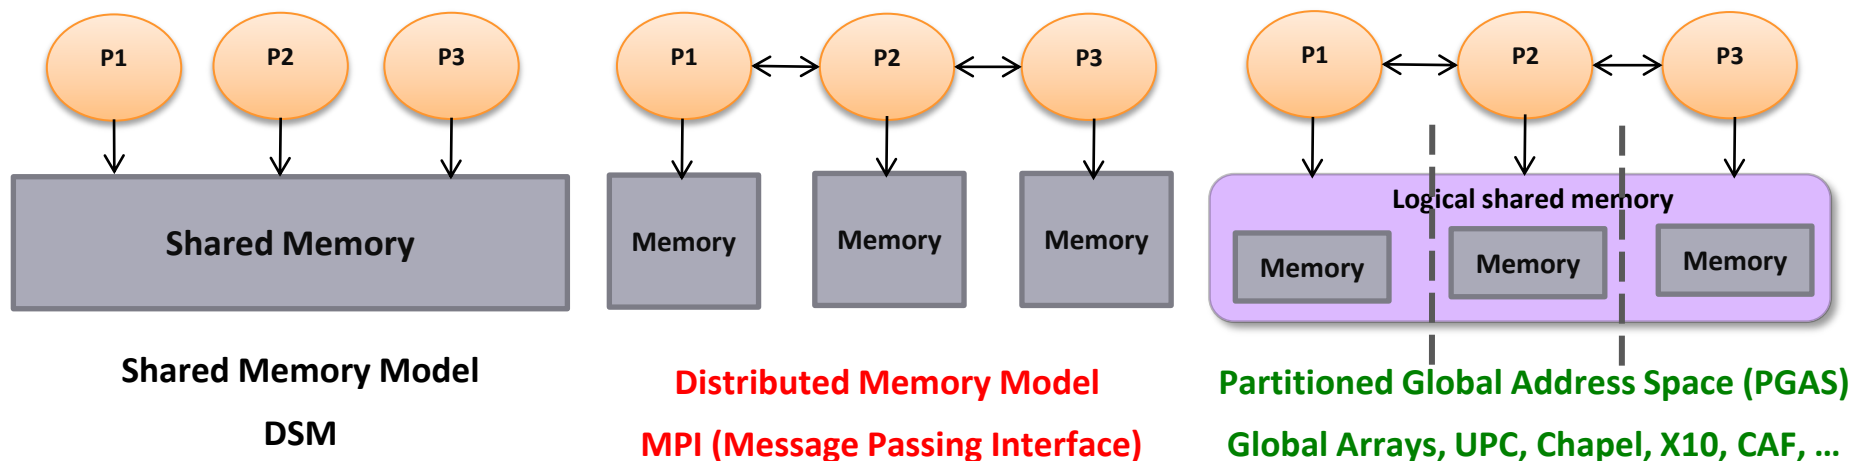 P1
P2
P3
Shared Memory
Shared Memory Model
DSM
P1
P2
P3
Memory
Memory
Memory
Distributed Memory Model
MPI (Message Passing Interface)
P1
P2
P3
Logical shared memory
Memory
Memory
Memory
Partitioned Global Address Space (PGAS)
Global Arrays, UPC, Chapel, X10, CAF, ...